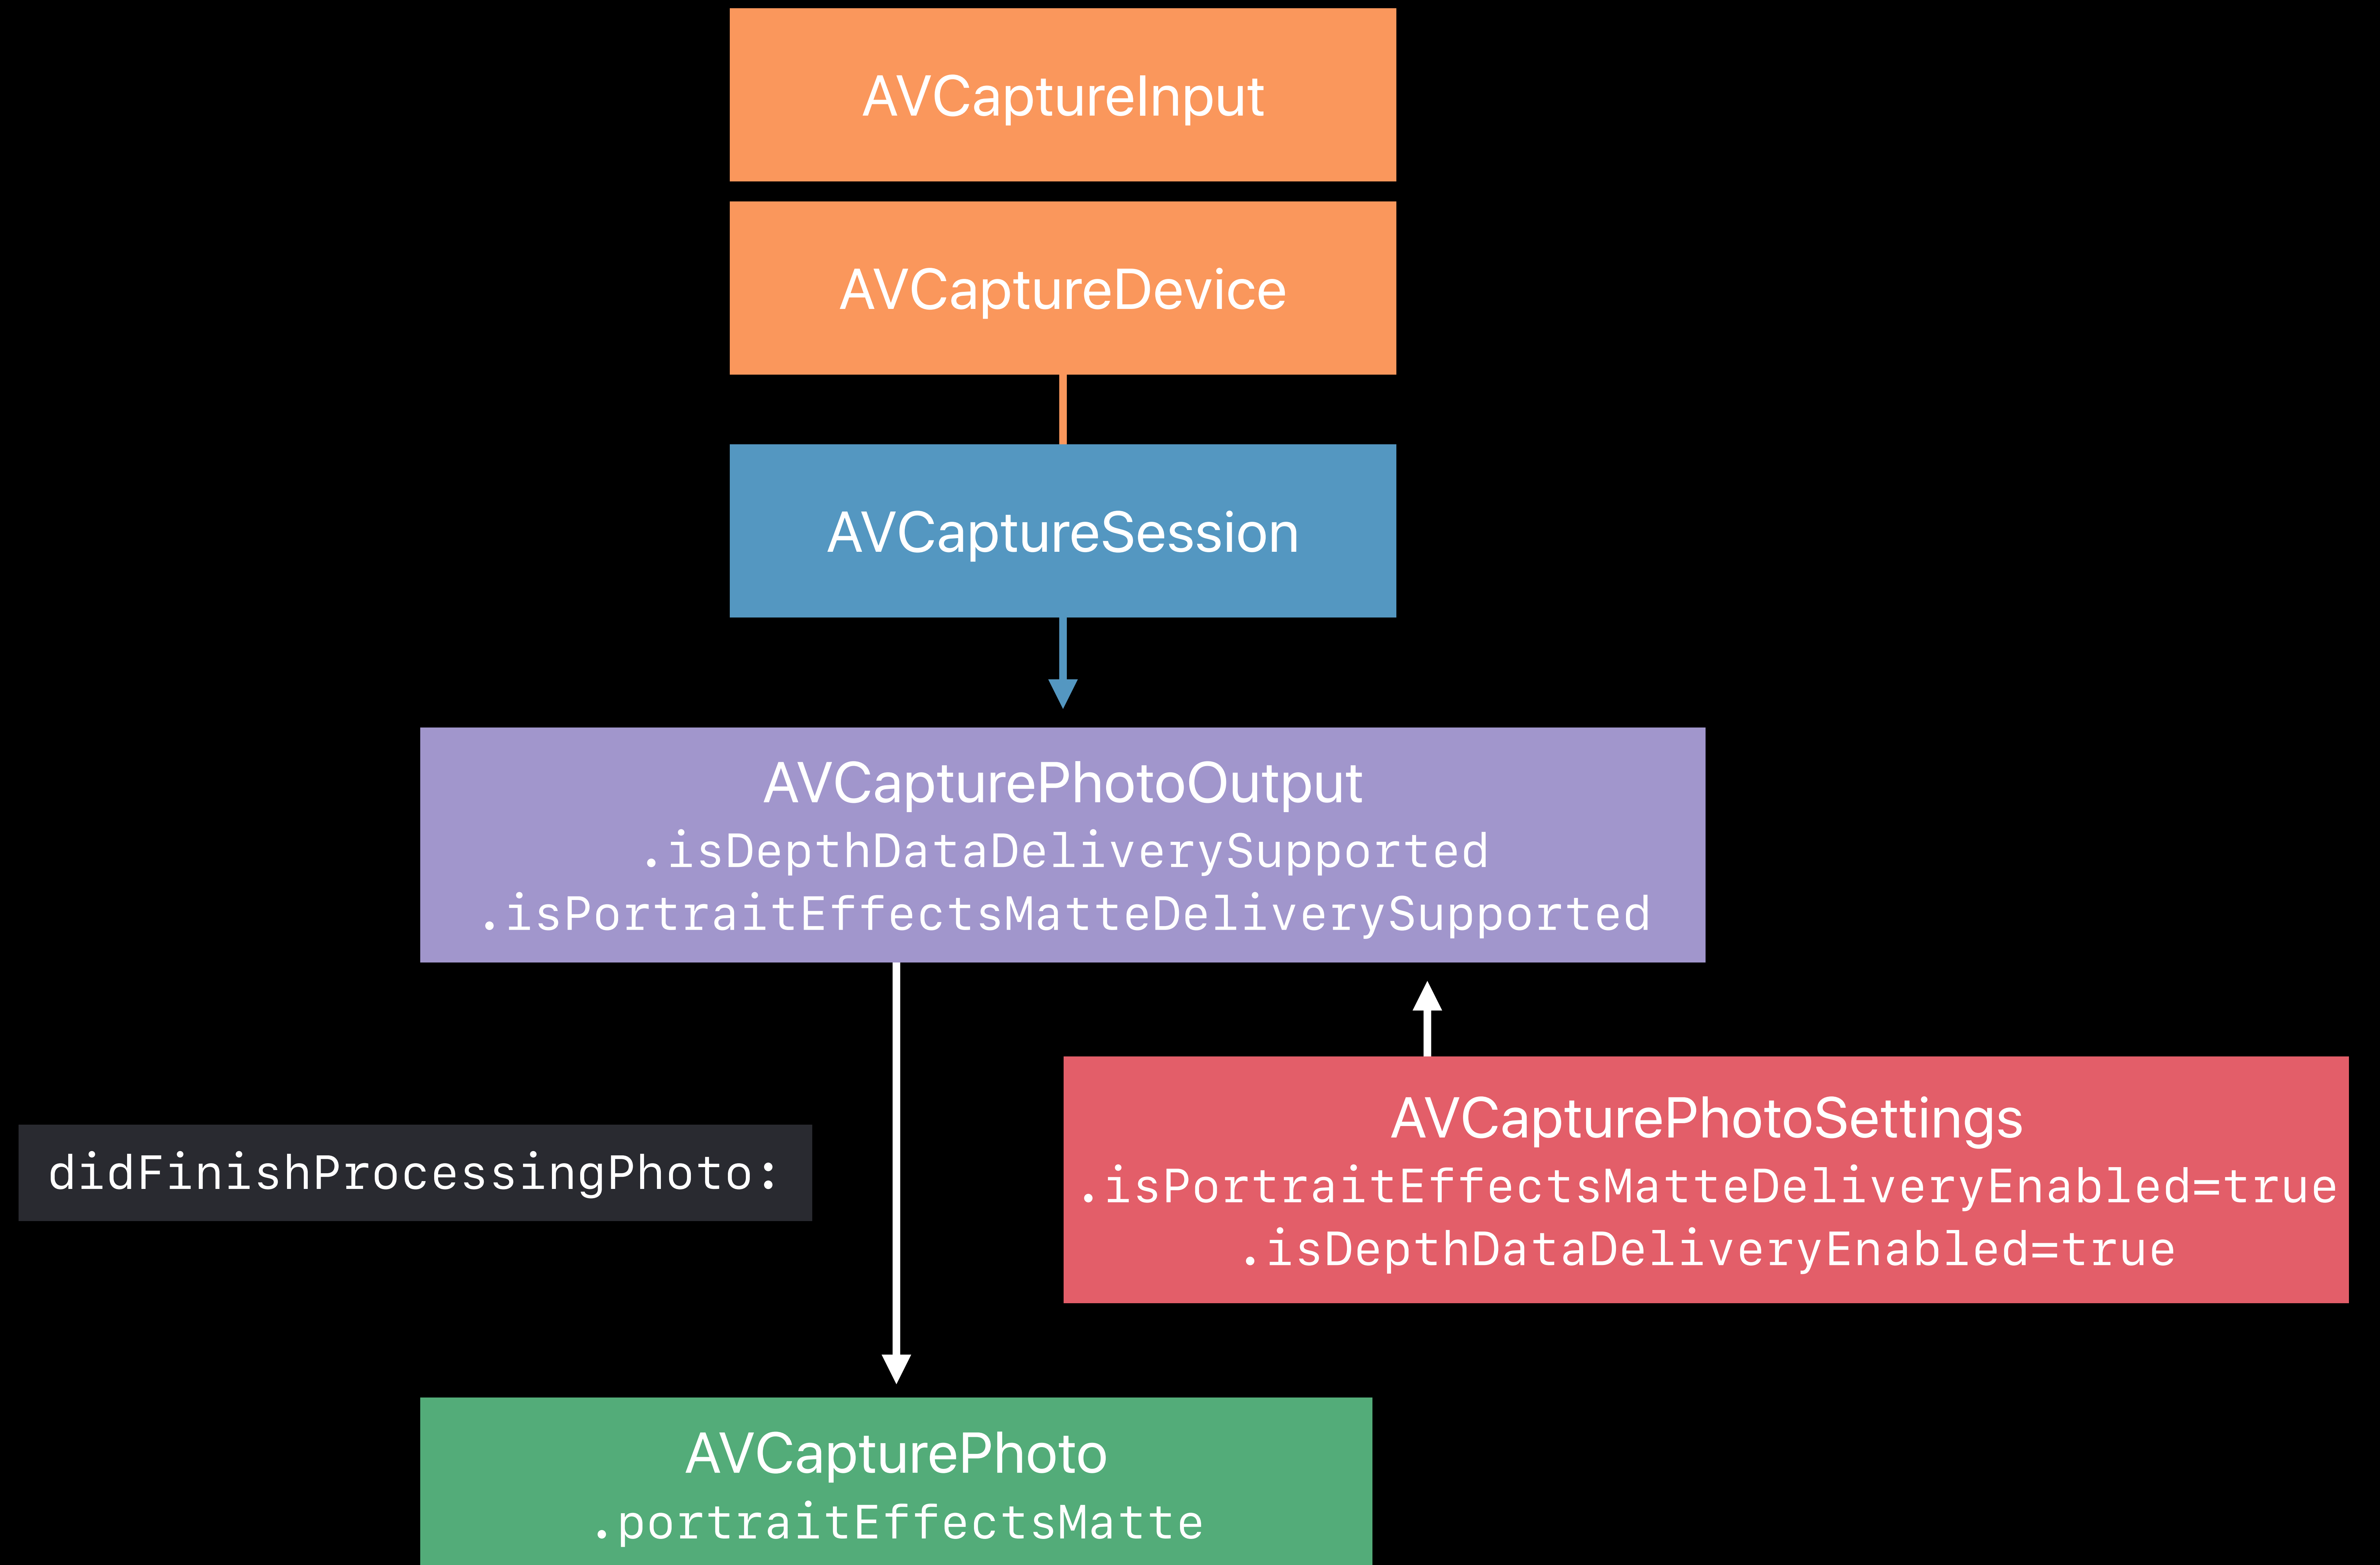 AVCaptureInput
AVCaptureDevice
AVCaptureSession
AVCapturePhotoOutput
.isDepthDataDeliverySupported
.isPortraitEffectsMatteDeliverySupported
AVCapturePhotoSettings
.isPortraitEffectsMatteDeliveryEnabled=true
.isDepthDataDeliveryEnabled=true
didFinishProcessingPhoto:
AVCapturePhoto
.portraitEffectsMatte